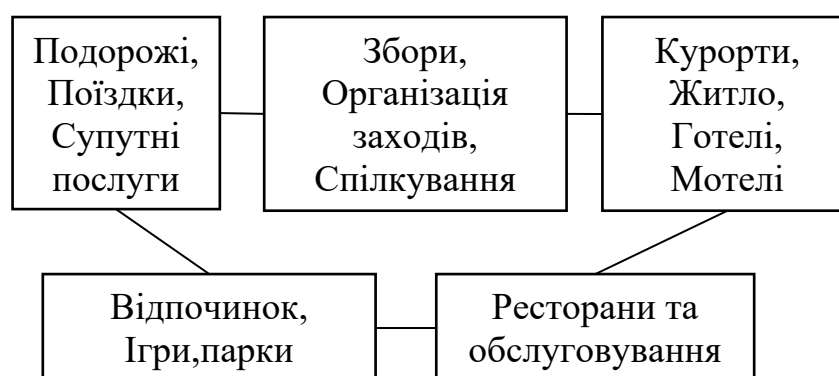 Подорожі,
Поїздки,
Супутні
послуги
Збори,
Організація
заходів,
Спілкування
Курорти,
Житло,
Готелі,
Мотелі
Відпочинок,
Ігри,парки
Ресторани та
обслуговування